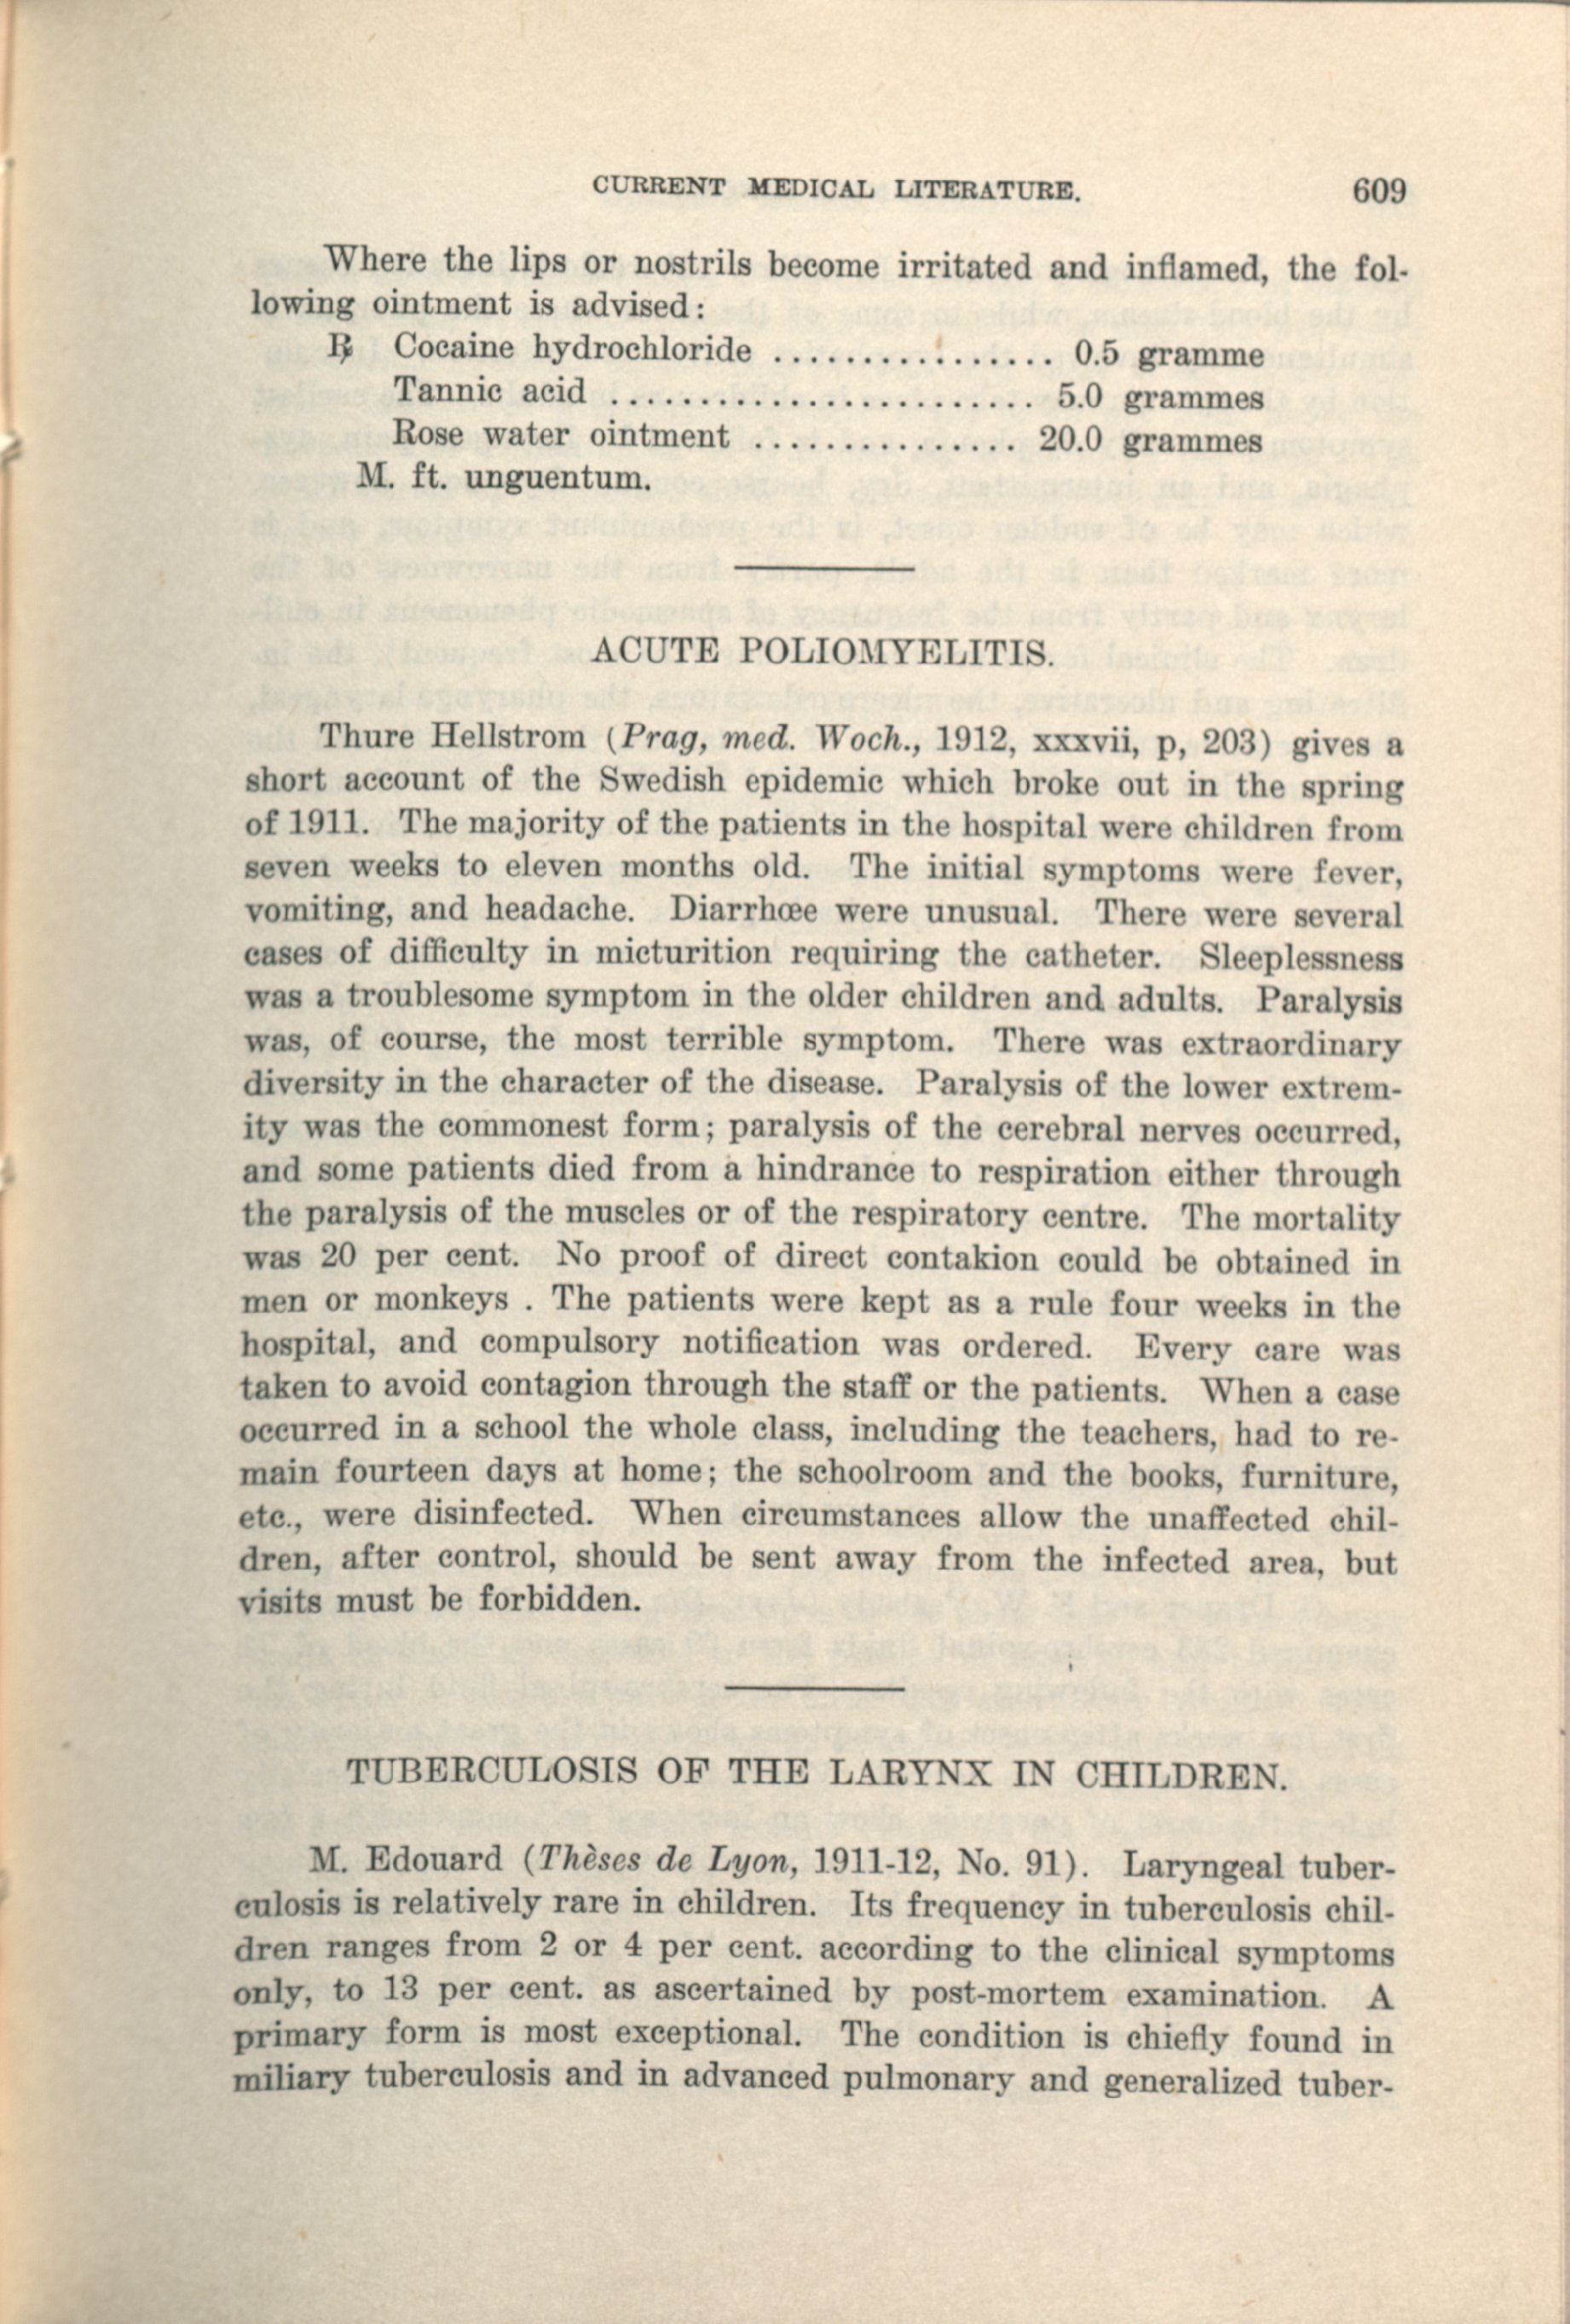 CURRENT MEDICAL LITERATURE. 609
Where the lips or nostrils become irritated and inflamed, the fol-
lowing ointment is advised:
℞ Cocaine hydrochloride ................ 0.5 gramme
Tannic acid ........................ 5.0 grammes
Rose water ointment ............... 20.0 grammes
M. ft. unguentum.
ACUTE POLIOMYELITIS.
Thure Hellstrom (Prag, med. Woch., 1912, xxxvii, p, 203) gives a
short account of the Swedish epidemic which broke out in the spring
of 1911. The majority of the patients in the hospital were children from
seven weeks to eleven months old. The initial symptoms were fever,
vomiting, and headache. Diarrhœe were unusual. There were several
cases of difficulty in micturition requiring the catheter. Sleeplessness
was a troublesome symptom in the older children and adults. Paralysis
was, of course, the most terrible symptom. There was extraordinary
diversity in the character of the disease. Paralysis of the lower extrem-
ity was the commonest form; paralysis of the cerebral nerves occurred,
and some patients died from a hindrance to respiration either through
the paralysis of the muscles or of the respiratory centre. The mortality
was 20 per cent. No proof of direct contakion could be obtained in
men or monkeys . The patients were kept as a rule four weeks in the
hospital, and compulsory notification was ordered. Every care was
taken to avoid contagion through the staff or the patients. When a case
occurred in a school the whole class, including the teachers, had to re-
main fourteen days at home; the schoolroom and the books, furniture,
etc., were disinfected. When circumstances allow the unaffected chil-
dren, after control, should be sent away from the infected area, but
visits must be forbidden.
TUBERCULOSIS OF THE LARYNX IN CHILDREN.
M. Edouard (Thèses de Lyon, 1911-12, No. 91). Laryngeal tuber-
culosis is relatively rare in children. Its frequency in tuberculosis chil-
dren ranges from 2 or 4 per cent. according to the clinical symptoms
only, to 13 per cent. as ascertained by post-mortem examination. A
primary form is most exceptional. The condition is chiefly found in
miliary tuberculosis and in advanced pulmonary and generalized tuber-